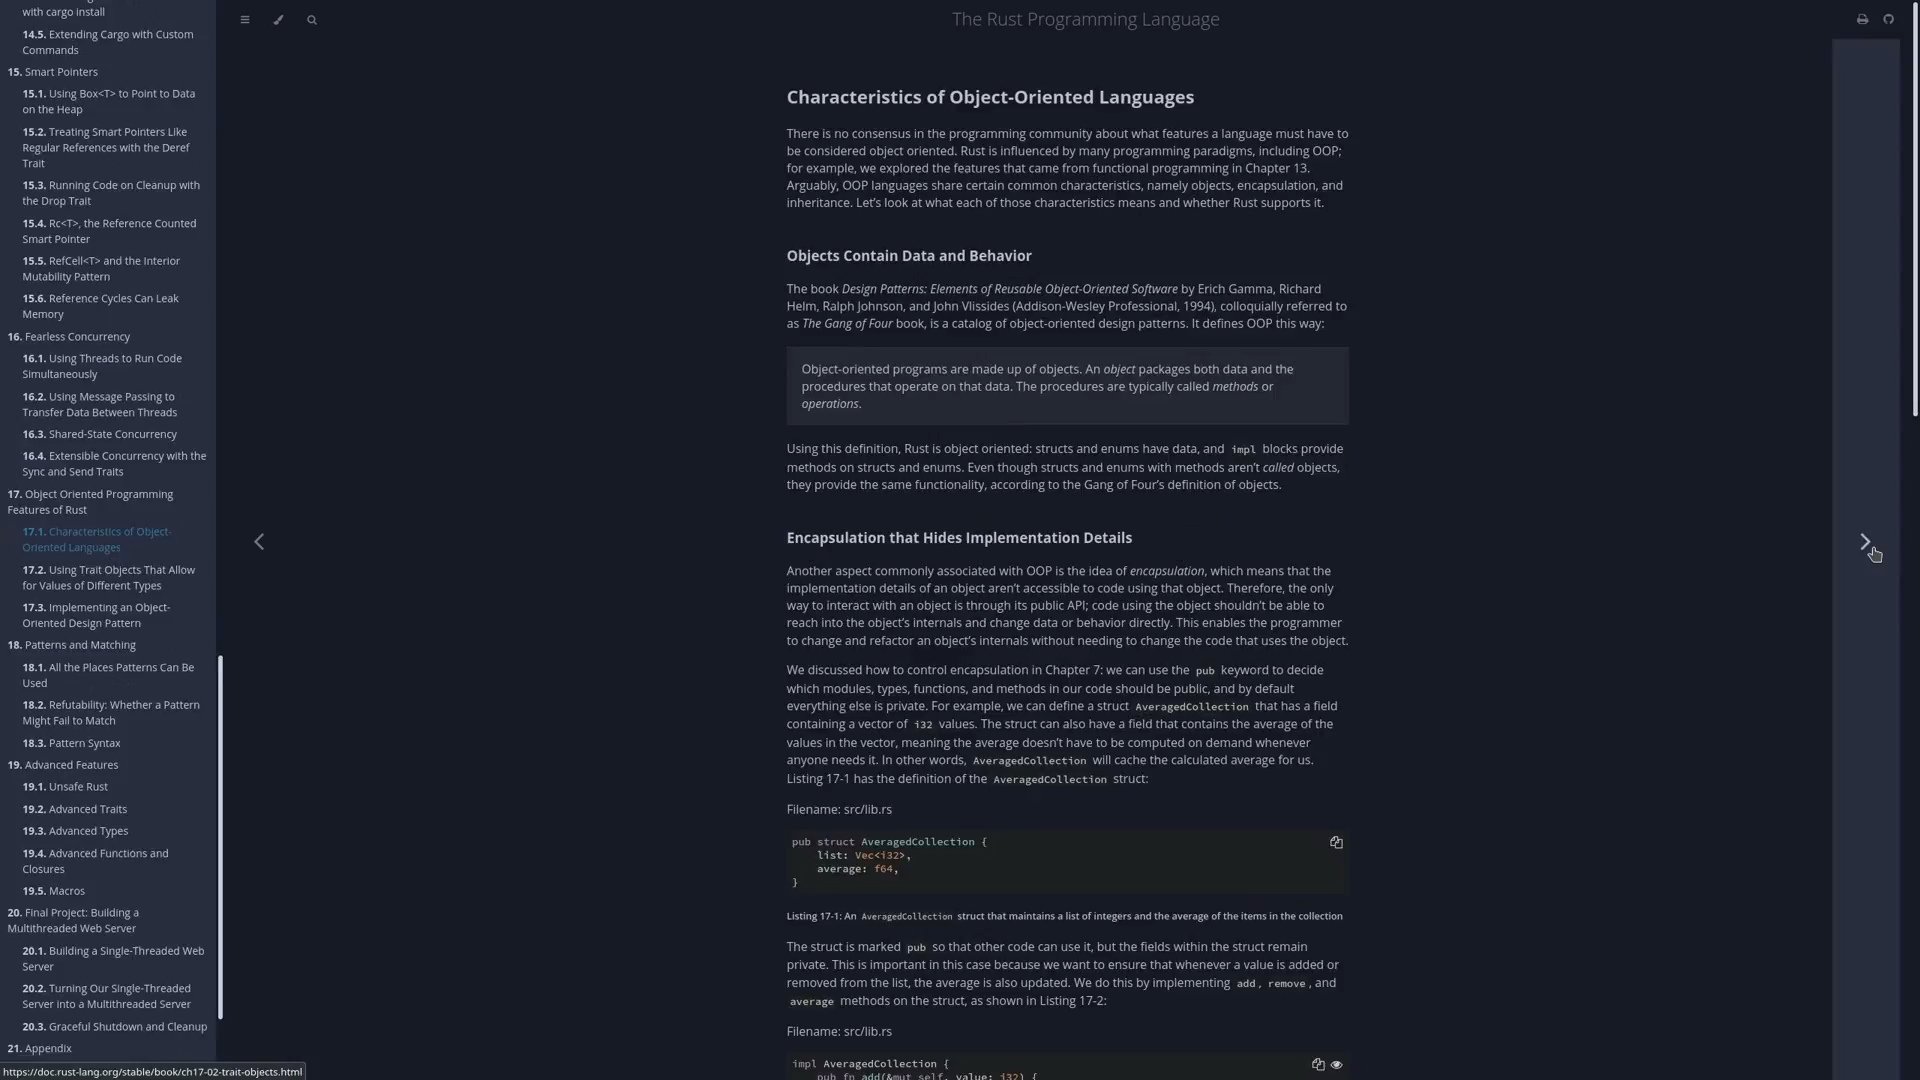 with cargo install
14.5. Extending Cargo with Custom
Commands
15. Smart Pointers
15.1. Using Box<T> to Point to Data
on the Heap
15.2. Treating Smart Pointers Like
Regular References with the Deref
Trait
15.3. Running Code on Cleanup with
the Drop Trait
15.4. Rc<T>, the Reference Counted
Smart Pointer
15.5. RefCell<T> and the Interior
Mutability Pattern
15.6. Reference Cycles Can Leak
Memory
16. Fearless Concurrency
16.1. Using Threads to Run Code
Simultaneously
16.2. Using Message Passing to
Transfer Data Between Threads
16.3. Shared-State Concurrency
16.4. Extensible Concurrency with the
Sync and Send Traits
17. Object Oriented Programming
Features of Rust
17.1. Characteristics of Object-
Oriented Languages
17.2. Using Trait Objects That Allow
for Values of Different Types
17.3. Implementing an Object-
Oriented Design Pattern
18. Patterns and Matching
18.1. All the Places Patterns Can Be
Used
18.2. Refutability: Whether a Pattern
Might Fail to Match
18.3. Pattern Syntax
19. Advanced Features
19.1. Unsafe Rust
19.2. Advanced Traits
19.3. Advanced Types
19.4. Advanced Functions and
Closures
19.5. Macros
20. Final Project: Building a
Multithreaded Web Server
20.1. Building a Single-Threaded Web
Server
20.2. Turning Our Single-Threaded
Server into a Multithreaded Server
20.3. Graceful Shutdown and Cleanup
21. Appendix
https://doc.rust-lang.org/stable/book/ch17-02-trait-objects.html
The Rust Programming Language
Characteristics of Object-Oriented Languages
There is no consensus in the programming community about what features a language must have to
be considered object oriented. Rust is influenced by many programming paradigms, including OOP;
for example, we explored the features that came from functional programming in Chapter 13.
Arguably, OOP languages share certain common characteristics, namely objects, encapsulation, and
inheritance. Let’s look at what each of those characteristics means and whether Rust supports it.
Objects Contain Data and Behavior
The book Design Patterns: Elements of Reusable Object-Oriented Software by Erich Gamma, Richard
Helm, Ralph Johnson, and John Vlissides (Addison-Wesley Professional, 1994), colloquially referred to
as The Gang of Four book, is a catalog of object-oriented design patterns. It defines OOP this way:
Object-oriented programs are made up of objects. An object packages both data and the
procedures that operate on that data. The procedures are typically called methods or
operations.
Using this definition, Rust is object oriented: structs and enums have data, and impl blocks provide
methods on structs and enums. Even though structs and enums with methods aren’t called objects,
they provide the same functionality, according to the Gang of Four’s definition of objects.
Encapsulation that Hides Implementation Details
Another aspect commonly associated with OOP is the idea of encapsulation, which means that the
implementation details of an object aren’t accessible to code using that object. Therefore, the only
way to interact with an object is through its public API; code using the object shouldn’t be able to
reach into the object’s internals and change data or behavior directly. This enables the programmer
to change and refactor an object’s internals without needing to change the code that uses the object.
We discussed how to control encapsulation in Chapter 7: we can use the pub keyword to decide
which modules, types, functions, and methods in our code should be public, and by default
everything else is private. For example, we can define a struct AveragedCollection that has a field
containing a vector of i32 values. The struct can also have a field that contains the average of the
values in the vector, meaning the average doesn’t have to be computed on demand whenever
anyone needs it. In other words, AveragedCollection will cache the calculated average for us.
Listing 17-1 has the definition of the AveragedCollection struct:
Filename: src/lib.rs
pub struct AveragedCollection {
list: Vec<i32>,
average: f64,
}
Listing 17-1: An AveragedCollection struct that maintains a list of integers and the average of the items in the collection
The struct is marked pub so that other code can use it, but the fields within the struct remain
private. This is important in this case because we want to ensure that whenever a value is added or
removed from the list, the average is also updated. We do this by implementing add, remove, and
average methods on the struct, as shown in Listing 17-2:
Filename: src/lib.rs
impl AveragedCollection {
pub fn add(&mut self, value: i32) {